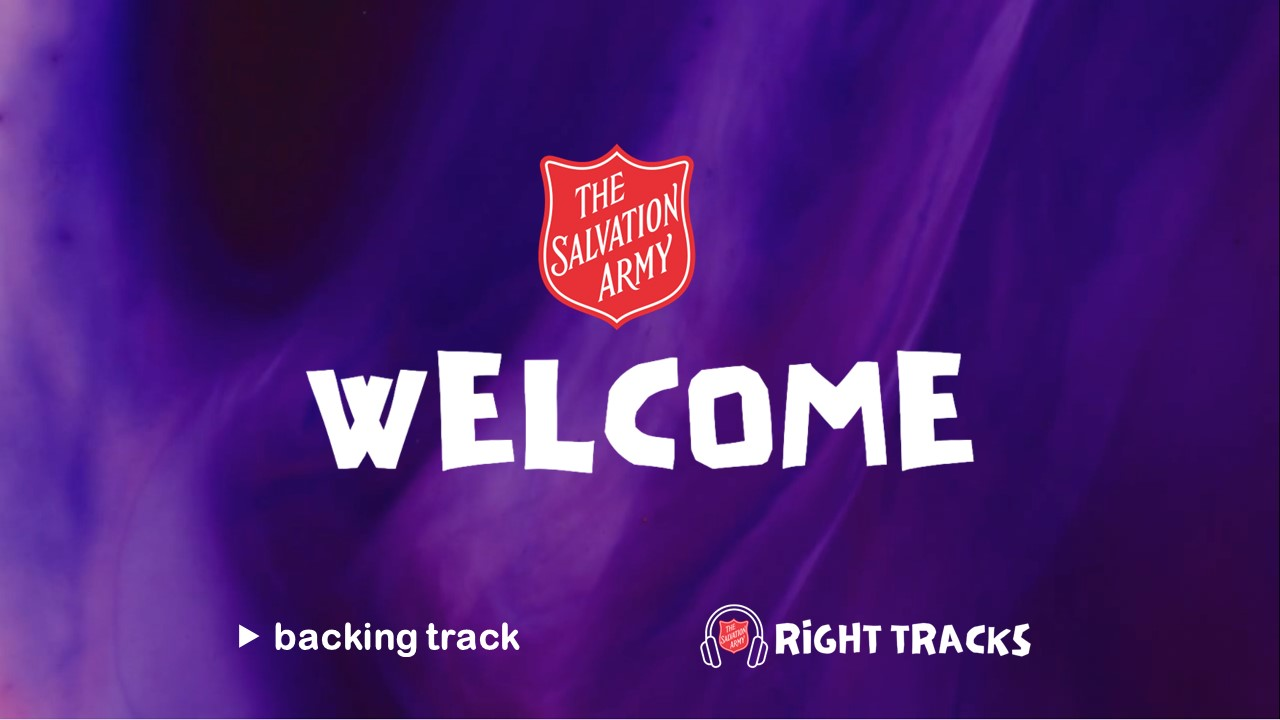 THE
SALVATION
ARMY
WELCOME
backing track
THE
SALVATION
ARMY
RiGHT TRACKS